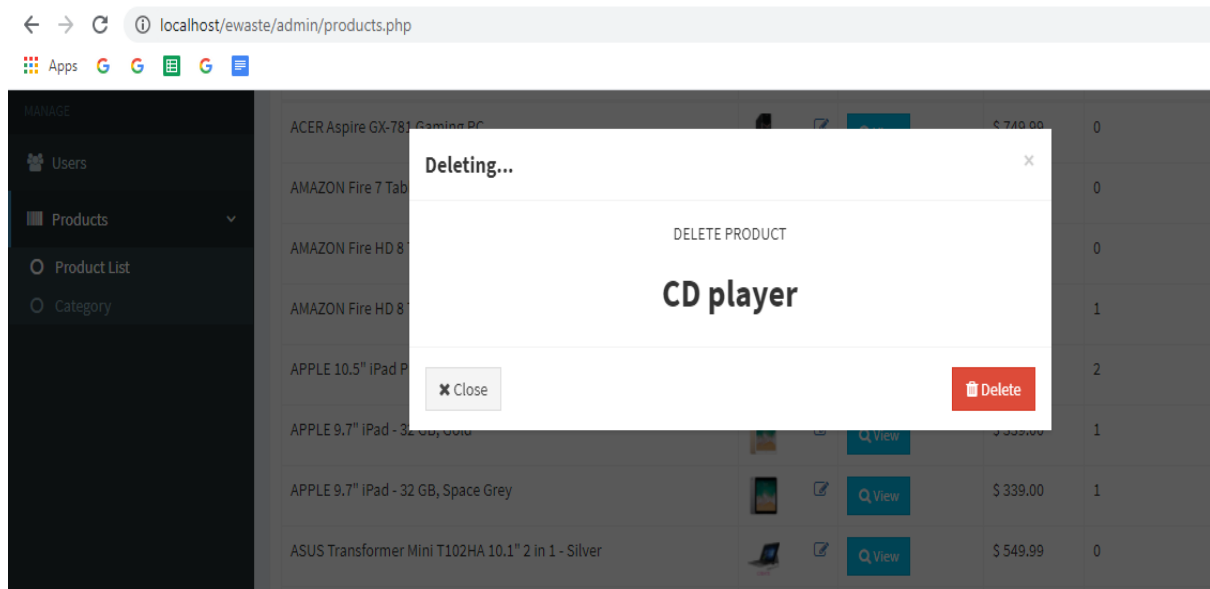 localhost/ewaste/admin/products.php
Apps
MANAGE
Users
Products
Product List
Category
ACER Aspire GX-781 Gaming PC $ 749.99 0
AMAZON Fire 7 Tab 0
AMAZON Fire HD 8 0
AMAZON Fire HD 8 1
APPLE 10.5" iPad P 2
APPLE 9.7" iPad - 32 GB, Gold View $ 339.00 1
APPLE 9.7" iPad - 32 GB, Space Grey View $ 339.00 1
ASUS Transformer Mini T102HA 10.1" 2 in 1 - Silver View $ 549.99 0
Deleting... ×
DELETE PRODUCT
CD player
Close
Delete